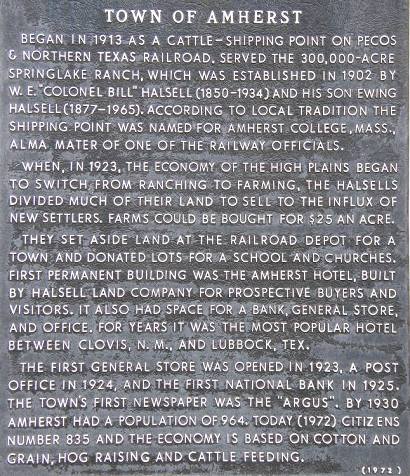 TOWN OF AMHERST
BEGAN IN 1913 AS A CATTLE-SHIPPING POINT ON PECOS
& NORTHERN TEXAS RAILROAD. SERVED THE 300,000-ACRE
SPRINGLAKE RANCH, WHICH WAS ESTABLISHED IN 1902 BY
W. E. "COLONEL BILL" HALSELL (1850-1934) AND HIS SON EWING
HALSELL (1877-1965). ACCORDING TO LOCAL TRADITION THE
SHIPPING POINT WAS NAMED FOR AMHERST COLLEGE, MASS.,
ALMA MATER OF ONE OF THE RAILWAY OFFICIALS.
WHEN, IN 1923, THE ECONOMY OF THE HIGH PLAINS BEGAN
TO SWITCH FROM RANCHING TO FARMING, THE HALSELLS
DIVIDED MUCH OF THEIR LAND TO SELL TO THE INFLUX OF
NEW SETTLERS. FARMS COULD BE BOUGHT FOR $25 AN ACRE.
THEY SET ASIDE LAND AT THE RAILROAD DEPOT FOR A
TOWN AND DONATED LOTS FOR A SCHOOL AND CHURCHES.
FIRST PERMANENT BUILDING WAS THE AMHERST HOTEL, BUILT
BY HALSELL LAND COMPANY FOR PROSPECTIVE BUYERS AND
VISITORS. IT ALSO HAD SPACE FOR A BANK, GENERAL STORE,
AND OFFICE. FOR YEARS IT WAS THE MOST POPULAR HOTEL
BETWEEN CLOVIS, N. M., AND LUBBOCK, TEX.
THE FIRST GENERAL STORE WAS OPENED IN 1923, A POST
OFFICE IN 1924, AND THE FIRST NATIONAL BANK IN 1925.
THE TOWN'S FIRST NEWSPAPER WAS THE "ARGUS". BY 1930
AMHERST HAD A POPULATION OF 964. TODAY (1972) CITIZENS
NUMBER 835 AND THE ECONOMY IS BASED ON COTTON AND
GRAIN, HOG RAISING AND CATTLE FEEDING.
(1972)